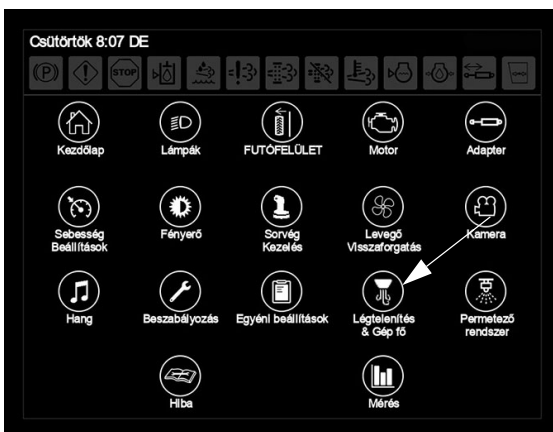 Csütörtök 8:07 DE
(P) STOP
Kezdőlap Lámpák FUTÓFELÜLET Motor Adapter
Sebesség Beállítások Fényerő Sorvég Kezelés Levegő Visszaforgatás Kamera
Hang Beszabályozás Egyéni beállítások Légtelenítés & Gép fő Permetező rendszer
Hiba Mérés